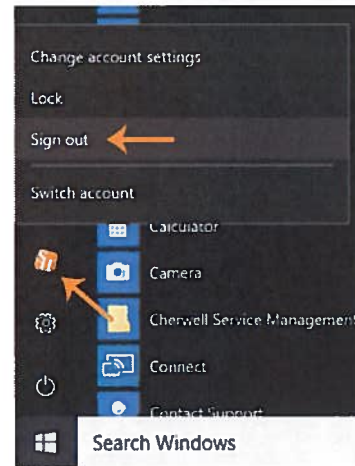 Change account settings
Lock
Sign out
Switch account
Calculator
Camera
Cherwell Service Management
Connect
Contact Support
Search Windows